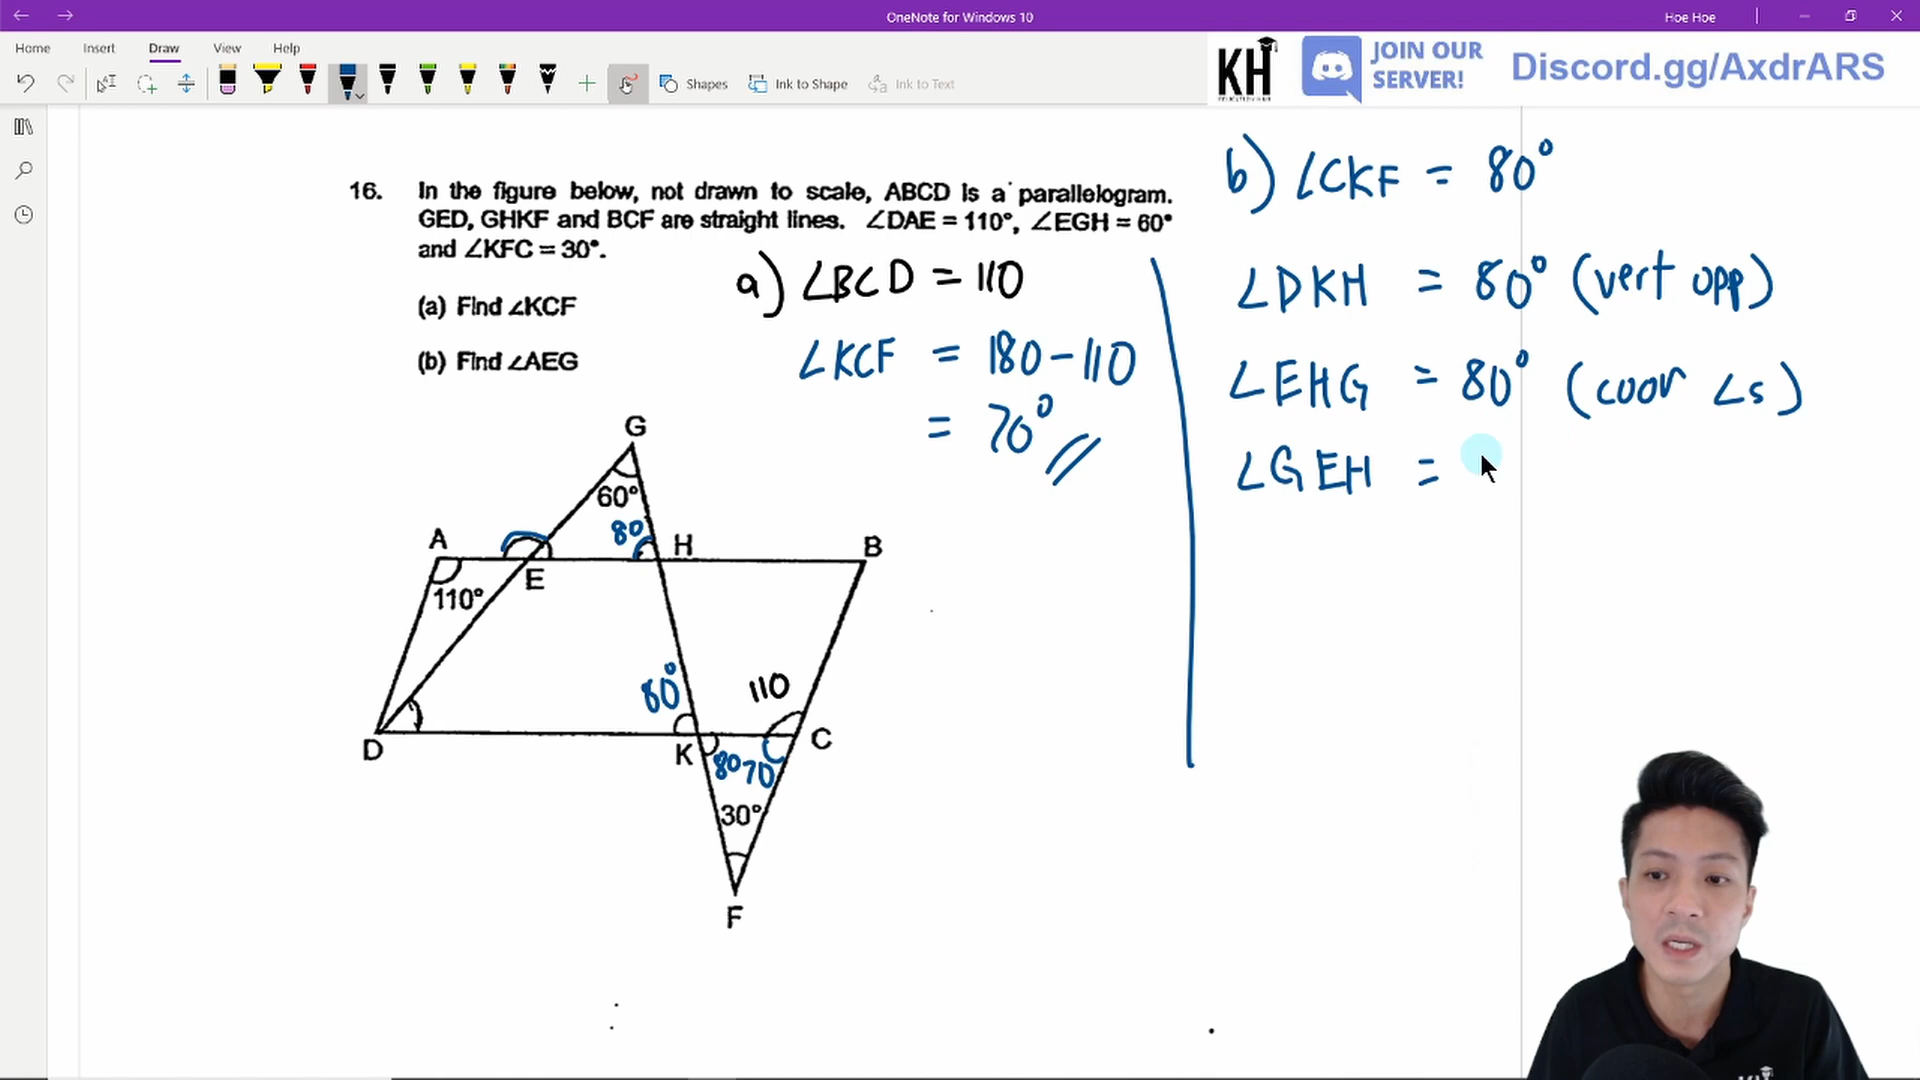 OneNote for Windows 10
Hoe Hoe
Home Insert Draw View Help
Shapes Ink to Shape Ink to Text
KH
JOIN OUR
SERVER!
Discord.gg/AxdrARS
16. In the figure below, not drawn to scale, ABCD is a parallelogram.
GED, GHKF and BCF are straight lines. ∠DAE = 110°, ∠EGH = 60°
and ∠KFC = 30°.
(a) Find ∠KCF
(b) Find ∠AEG
a) ∠BCD = 110
∠KCF = 180 - 110
= 70°
b) ∠CKF = 80°
∠DKH = 80° (vert opp)
∠EHG = 80° (corr ∠s)
∠GEH =
G
60°
80
A
E
H
B
110°
80°
110
D
K
C
80
70
30°
F
KH